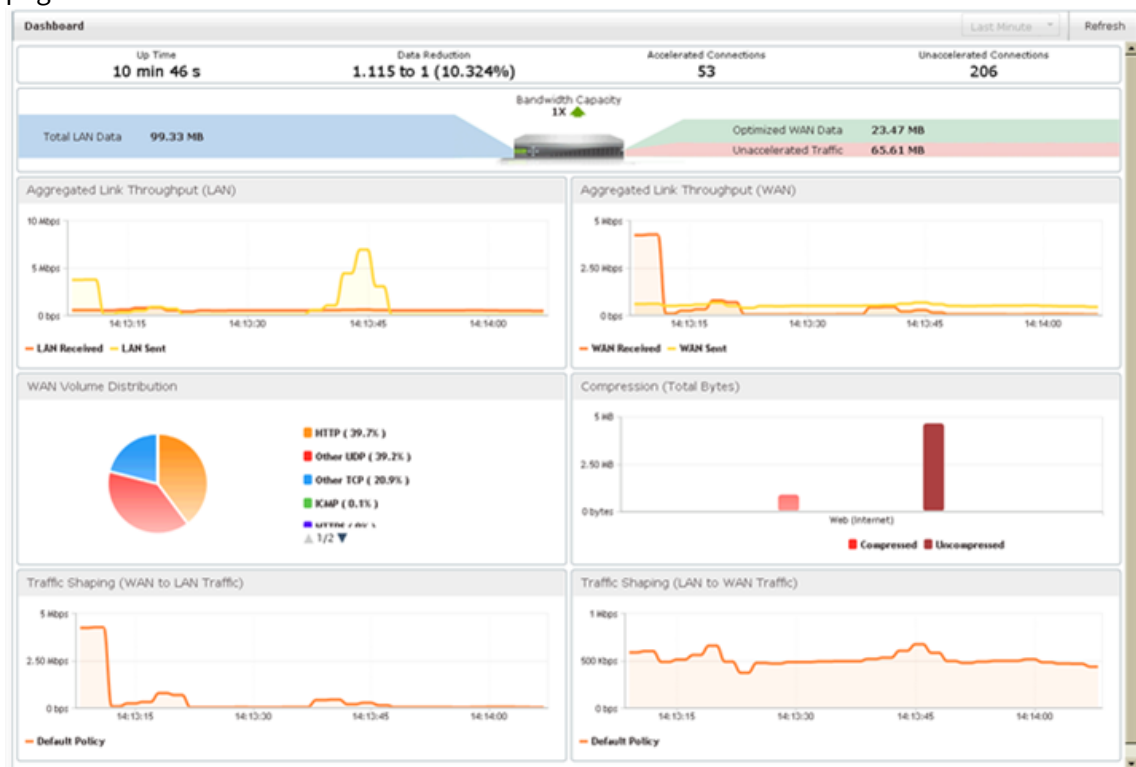 Dashboard
Last Minute
Refresh
Up Time
10 min 46 s
Data Reduction
1.115 to 1 (10.324%)
Accelerated Connections
53
Unaccelerated Connections
206
Bandwidth Capacity
1X
Total LAN Data 99.33 MB
Optimized WAN Data 23.47 MB
Unaccelerated Traffic 65.61 MB
Aggregated Link Throughput (LAN)
10 Mbps
5 Mbps
0 bps
14:13:15 14:13:30 14:13:45 14:14:00
LAN Received LAN Sent
Aggregated Link Throughput (WAN)
5 Mbps
2.50 Mbps
0 bps
14:13:15 14:13:30 14:13:45 14:14:00
WAN Received WAN Sent
WAN Volume Distribution
HTTP ( 39.7% )
Other UDP ( 39.2% )
Other TCP ( 20.9% )
ICMP ( 0.1% )
1/2
Compression (Total Bytes)
5 MB
2.50 MB
0 bytes
Web (Internet)
Compressed Uncompressed
Traffic Shaping (WAN to LAN Traffic)
5 Mbps
2.50 Mbps
0 bps
14:13:15 14:13:30 14:13:45 14:14:00
Default Policy
Traffic Shaping (LAN to WAN Traffic)
1 Mbps
500 Kbps
0 bps
14:13:15 14:13:30 14:13:45 14:14:00
Default Policy